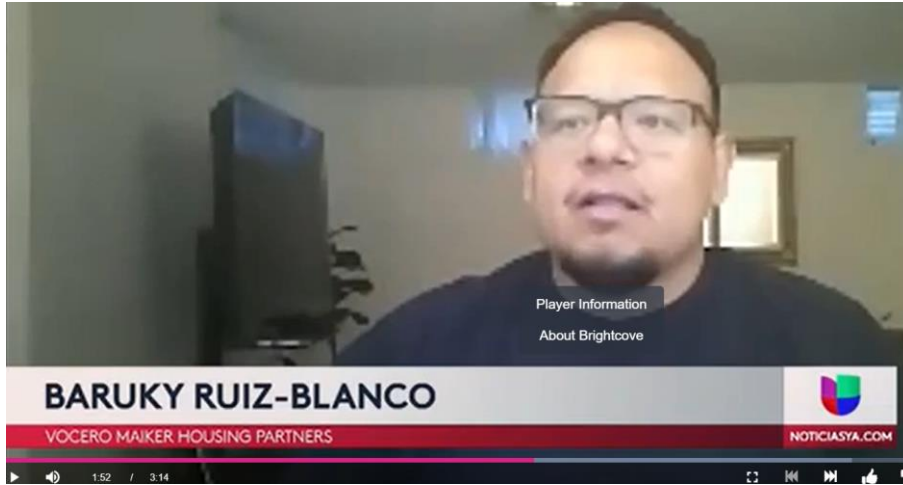 Player Information
About Brightcove
BARUKY RUIZ-BLANCO
VOCERO MAIKER HOUSING PARTNERS
NOTICIASYA.COM
1:52 / 3:14